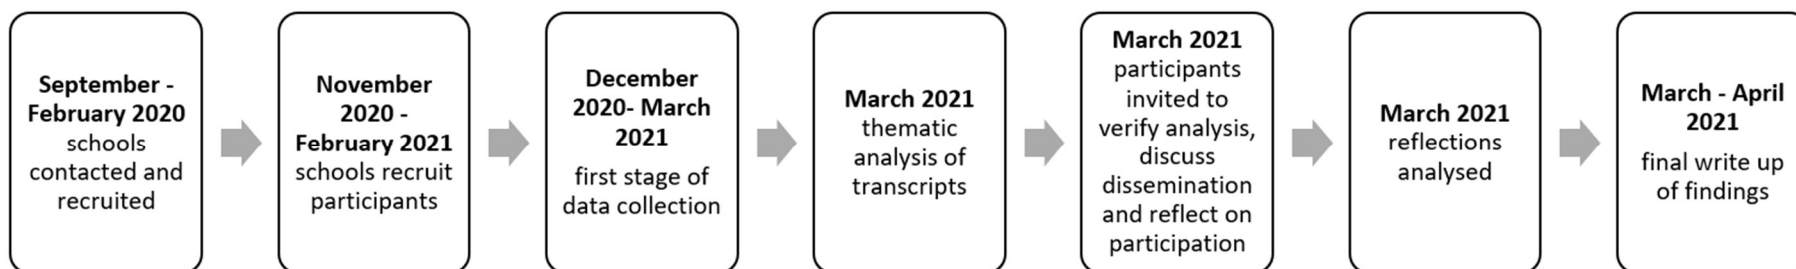 September -
February 2020
schools
contacted and
recruited
November
2020 -
February 2021
schools recruit
participants
December
2020- March
2021
first stage of
data collection
March 2021
thematic
analysis of
transcripts
March 2021
participants
invited to
verify analysis,
discuss
dissemination
and reflect on
participation
March 2021
reflections
analysed
March - April
2021
final write up
of findings